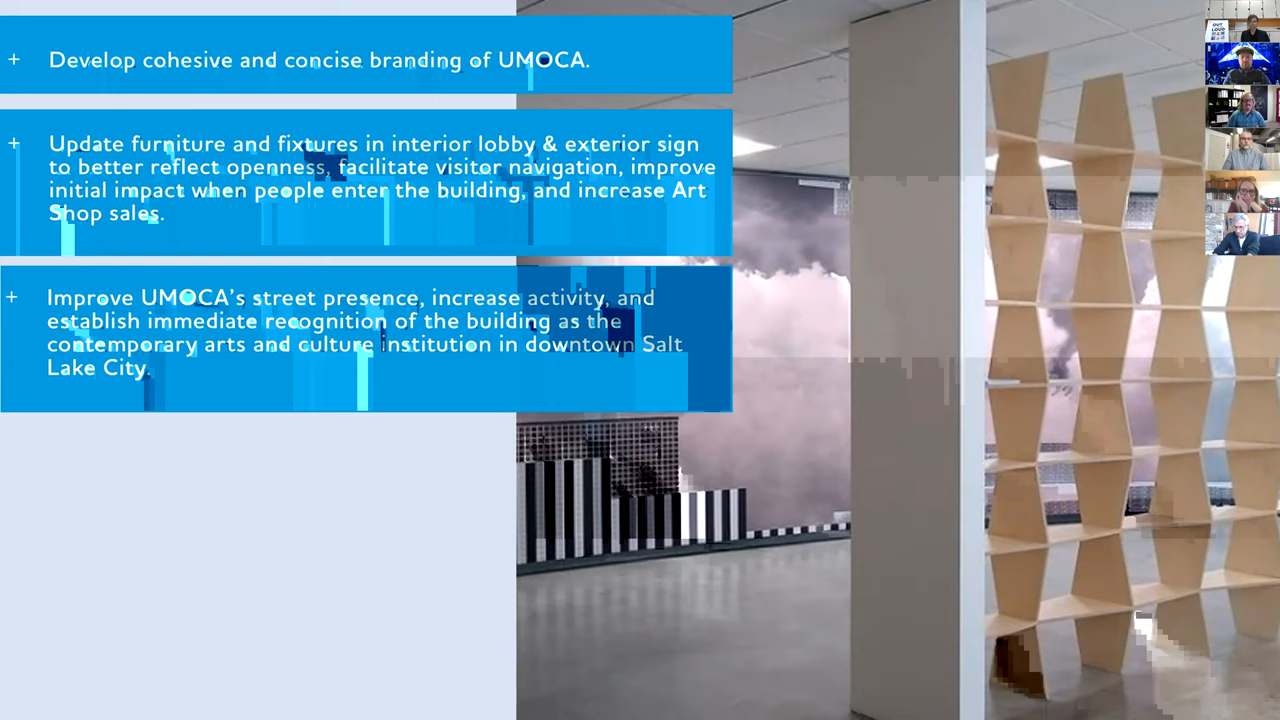 + Develop cohesive and concise branding of UMOCA.
+ Update furniture and fixtures in interior lobby & exterior sign
to better reflect openness, facilitate visitor navigation, improve
initial impact when people enter the building, and increase Art
Shop sales.
+ Improve UMOCA's street presence, increase activity, and
establish immediate recognition of the building as the
contemporary arts and culture institution in downtown Salt
Lake City.
OUT
LOUD